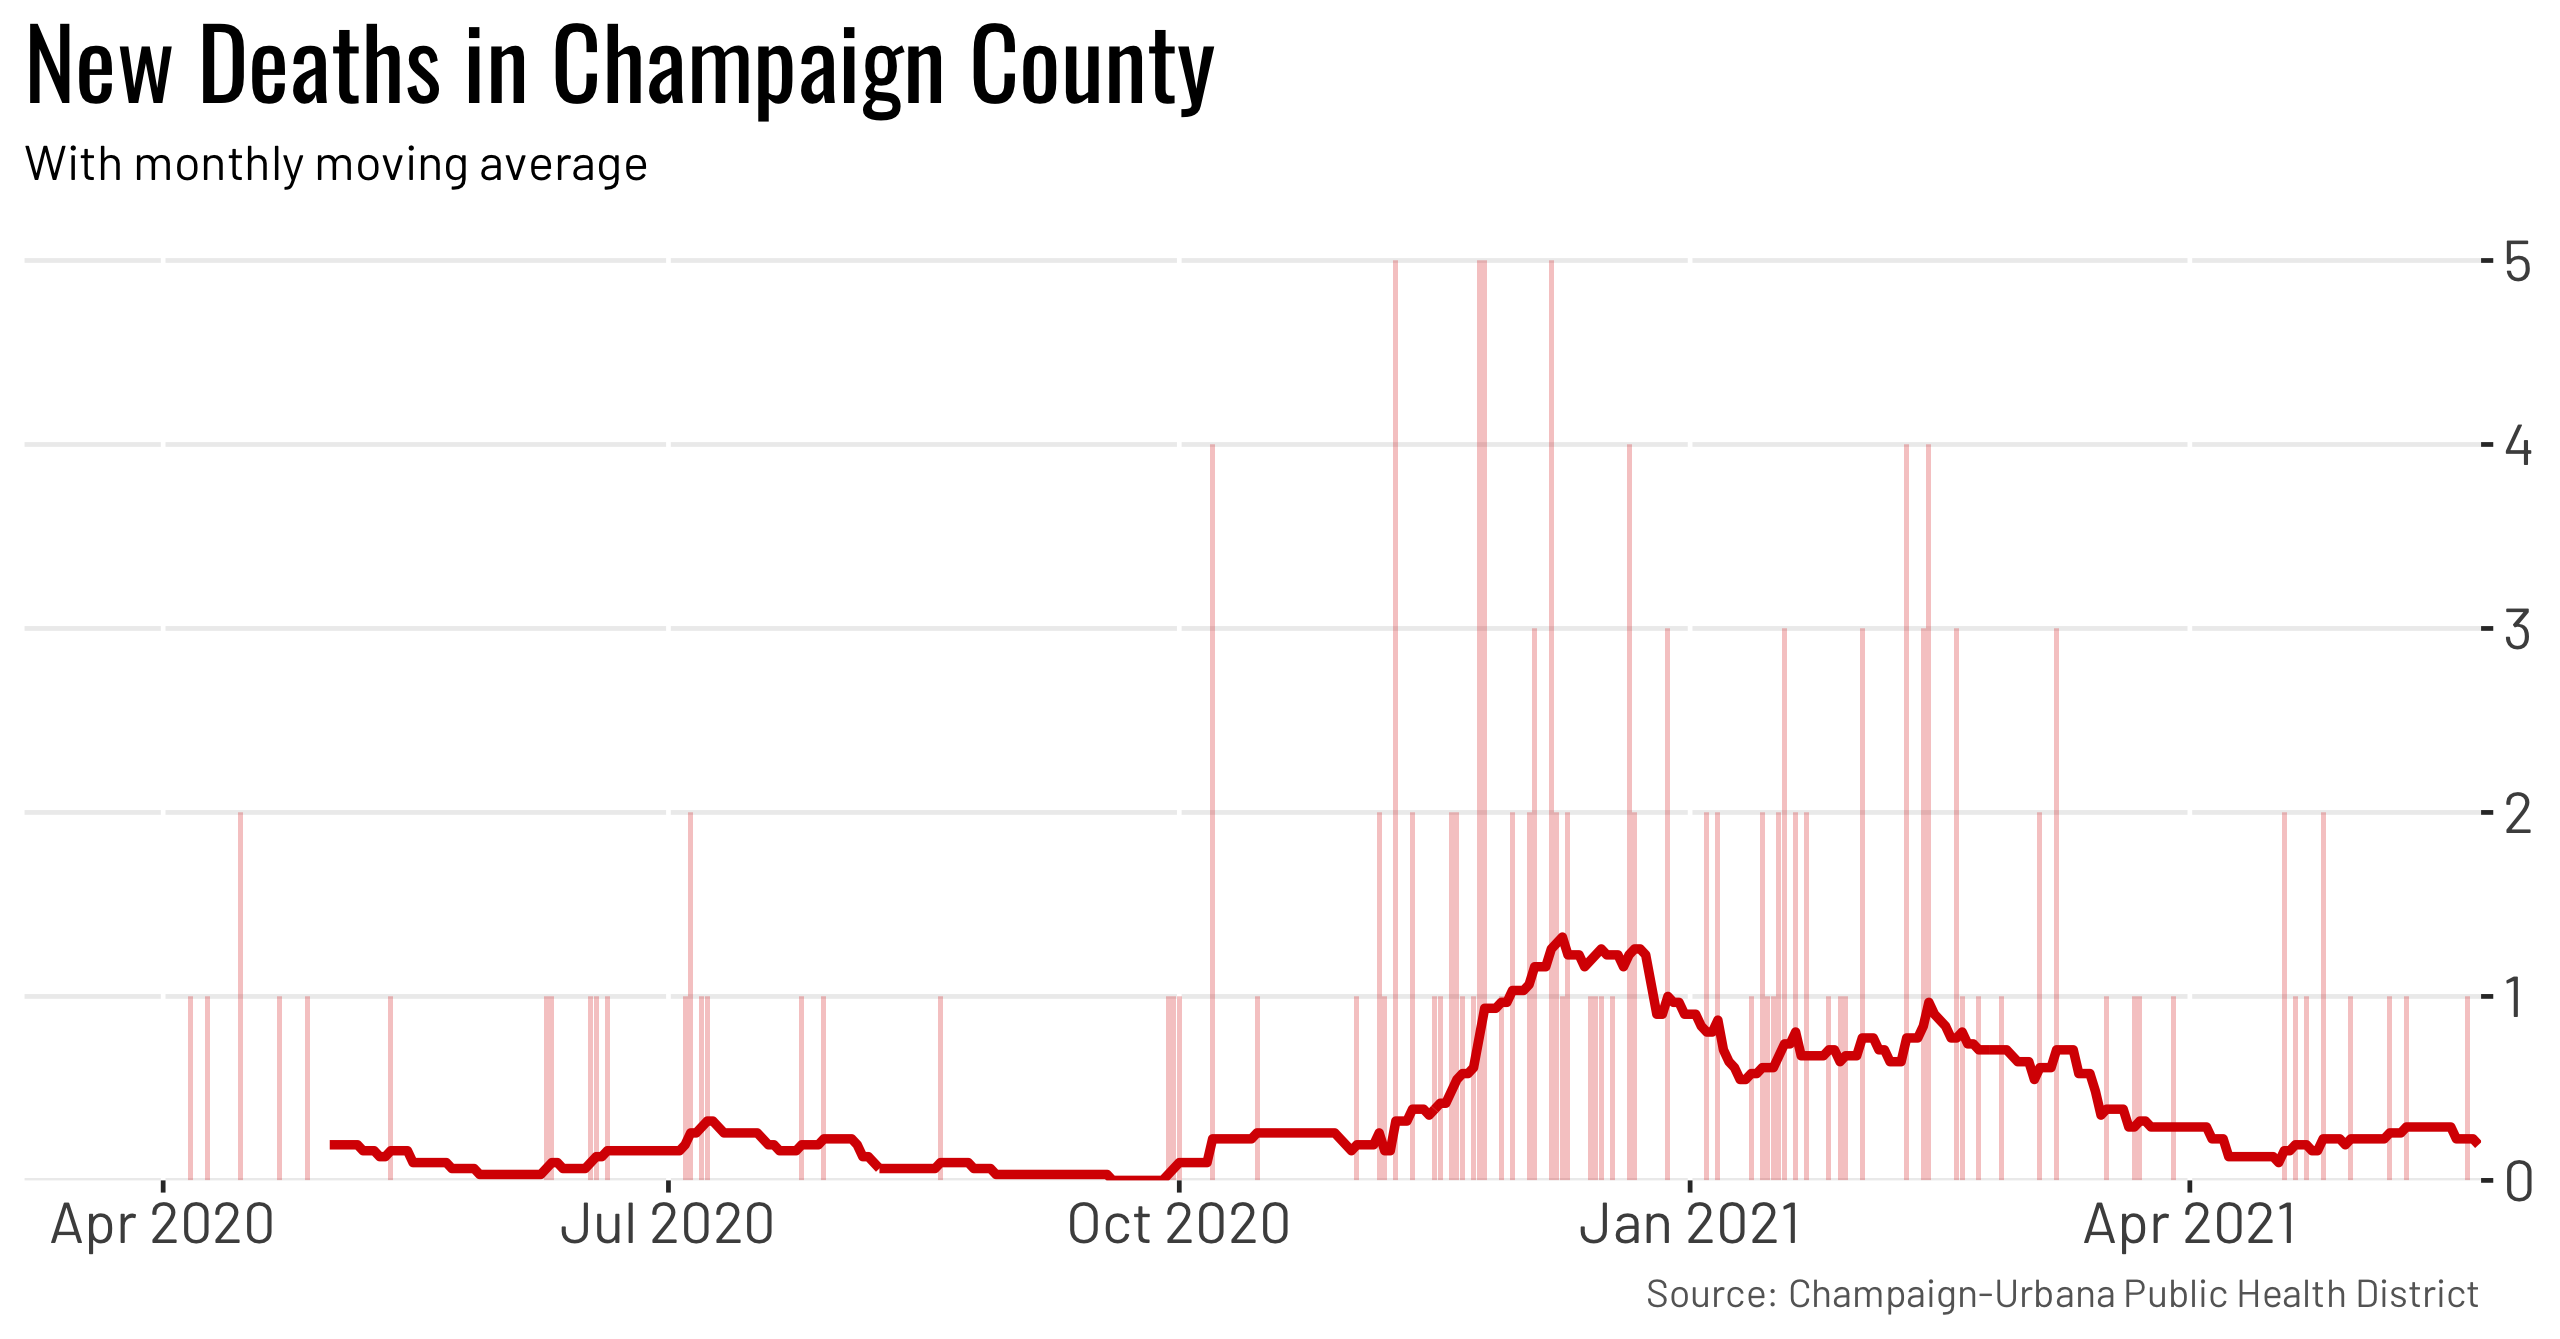 New Deaths in Champaign County
With monthly moving average
5
4
3
2
1
0
Apr 2020 Jul 2020 Oct 2020 Jan 2021 Apr 2021
Source: Champaign-Urbana Public Health District